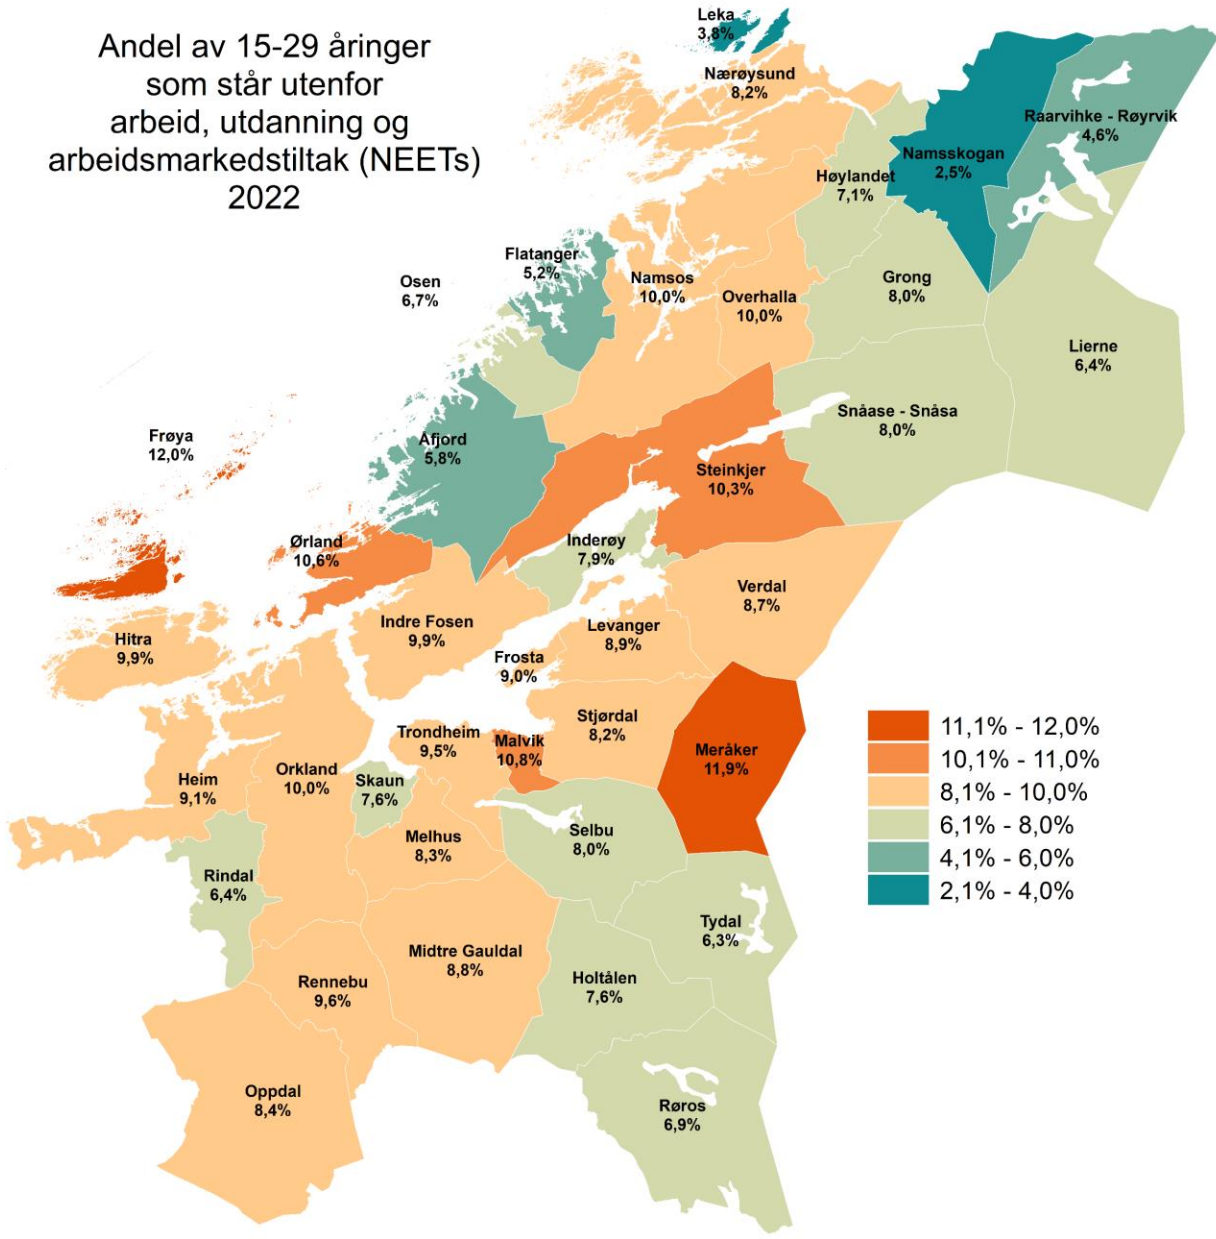 Andel av 15-29 åringer
som står utenfor
arbeid, utdanning og
arbeidsmarkedstiltak (NEETs)
2022
Leka
3,8%
Nærøysund
8,2%
Raarvihke - Røyrvik
4,6%
Namsskogan
2,5%
Høylandet
7,1%
Flatanger
5,2%
Osen
6,7%
Namsos
10,0%
Overhalla
10,0%
Grong
8,0%
Lierne
6,4%
Snåase - Snåsa
8,0%
Frøya
12,0%
Åfjord
5,8%
Steinkjer
10,3%
Ørland
10,6%
Inderøy
7,9%
Verdal
8,7%
Hitra
9,9%
Indre Fosen
9,9%
Levanger
8,9%
Frosta
9,0%
Stjørdal
8,2%
Trondheim
9,5%
Malvik
10,8%
Meråker
11,9%
Heim
9,1%
Orkland
10,0%
Skaun
7,6%
Melhus
8,3%
Selbu
8,0%
Rindal
6,4%
Tydal
6,3%
Midtre Gauldal
8,8%
Rennebu
9,6%
Holtålen
7,6%
Oppdal
8,4%
Røros
6,9%
11,1% - 12,0%
10,1% - 11,0%
8,1% - 10,0%
6,1% - 8,0%
4,1% - 6,0%
2,1% - 4,0%